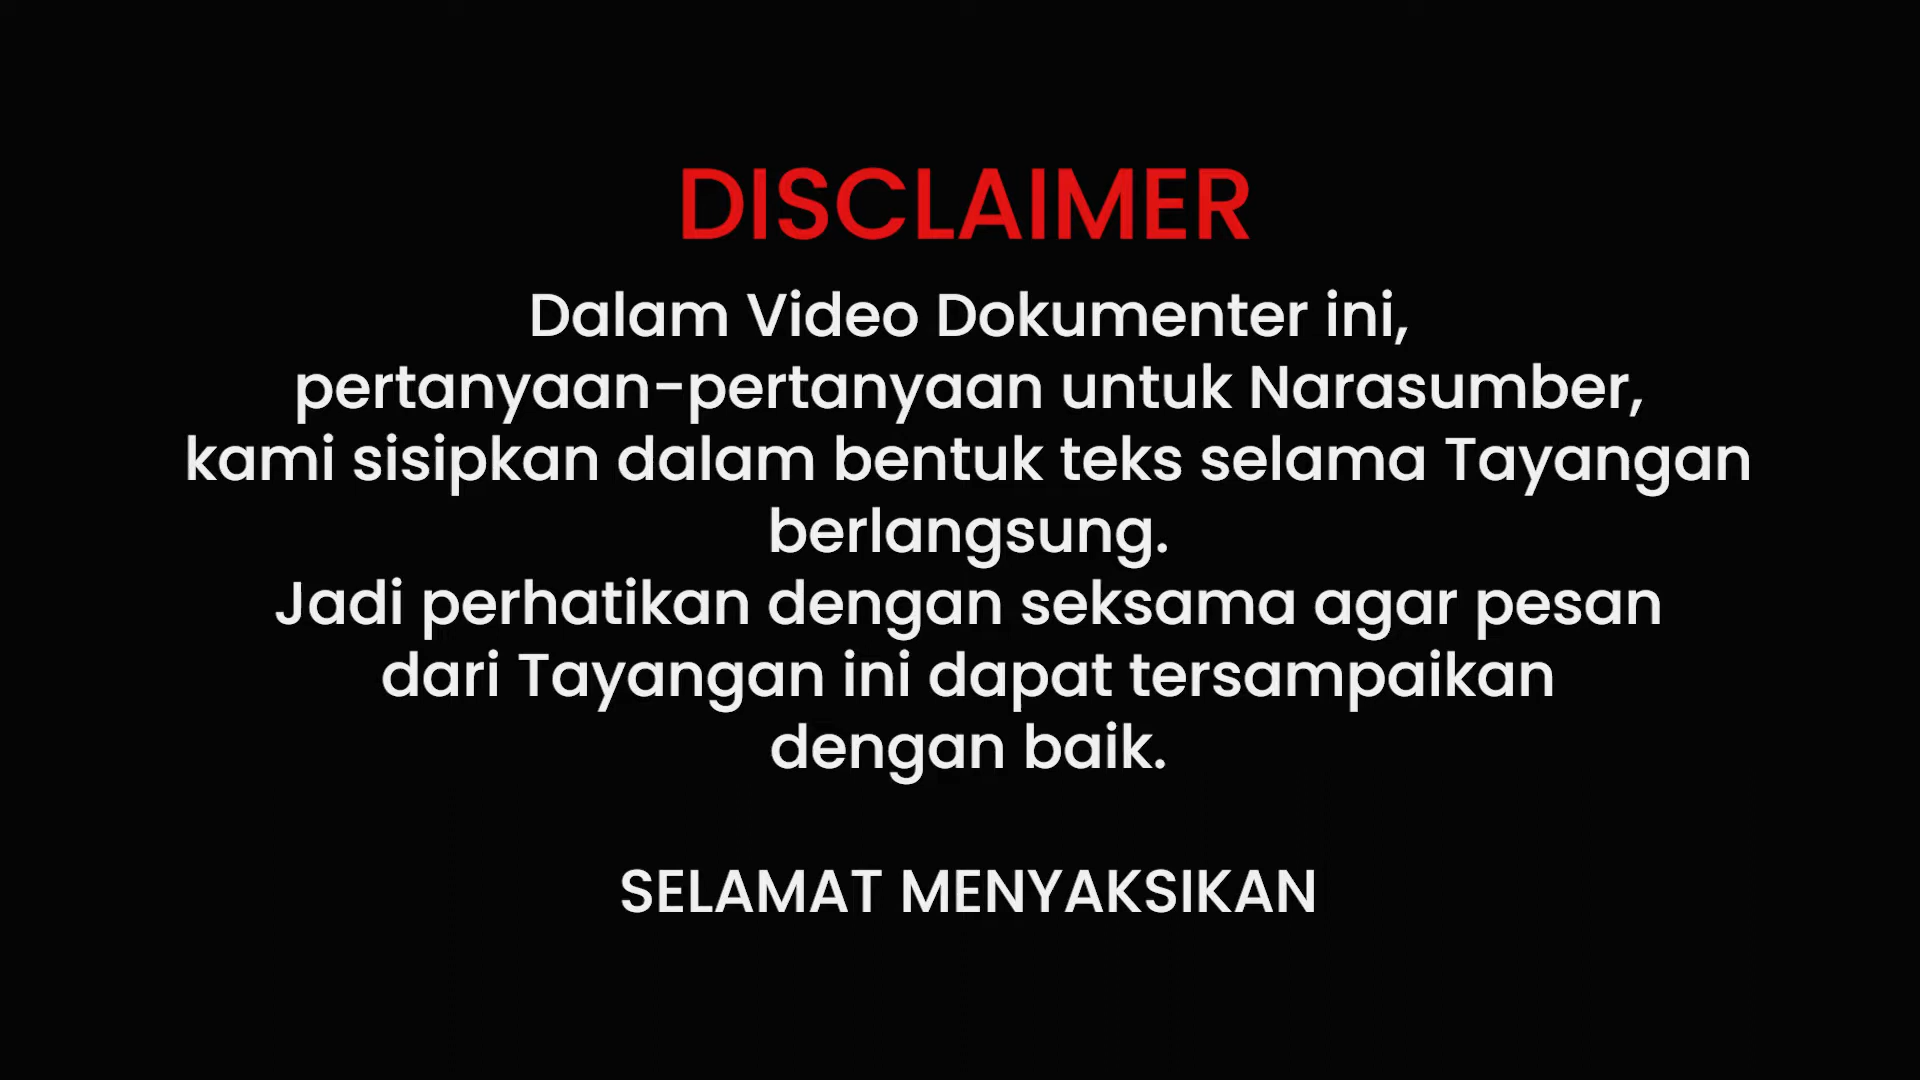 DISCLAIMER
Dalam Video Dokumenter ini,
pertanyaan-pertanyaan untuk Narasumber,
kami sisipkan dalam bentuk teks selama Tayangan
berlangsung.
Jadi perhatikan dengan seksama agar pesan
dari Tayangan ini dapat tersampaikan
dengan baik.
SELAMAT MENYAKSIKAN